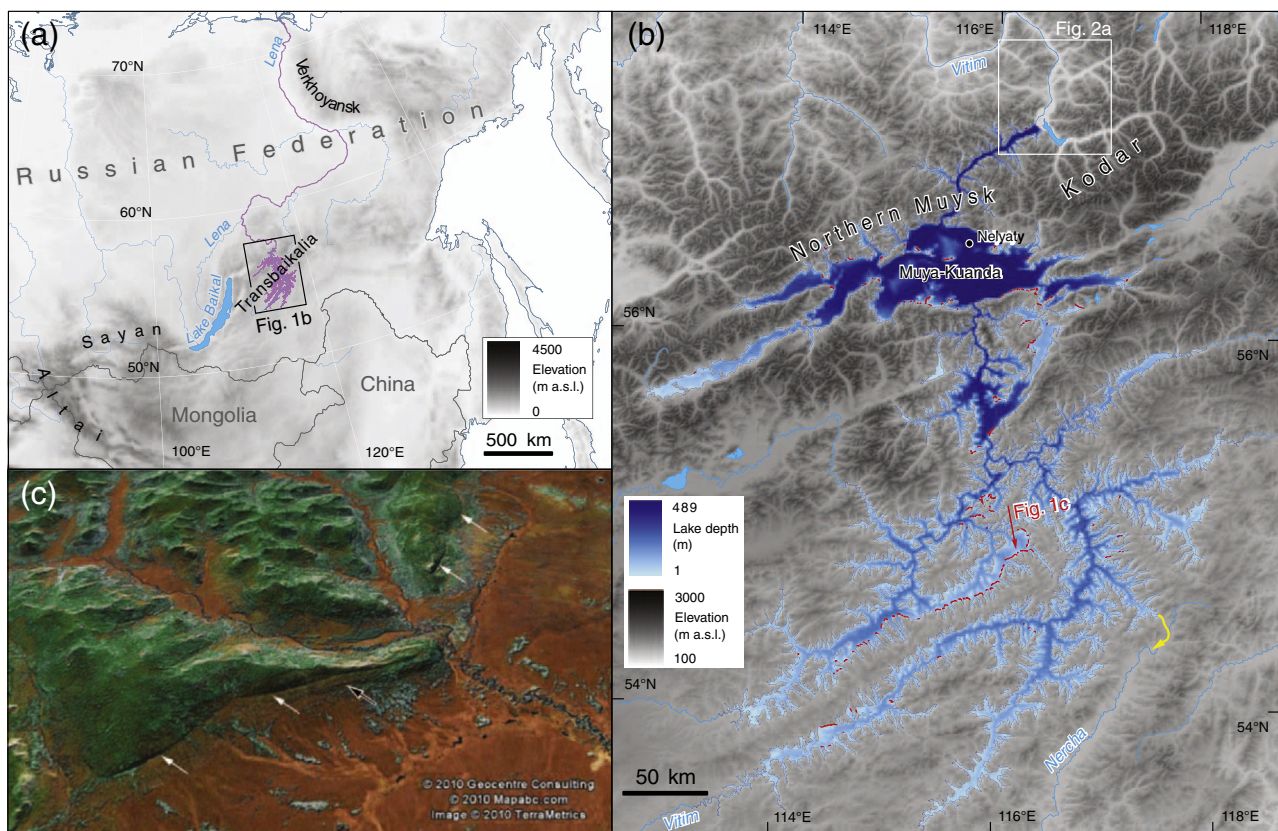 (a)
70°N
Lena
Verkhoyansk
Russian Federation
60°N
Lena
Transbaikalia
Lake Baikal
Fig. 1b
Sayan
50°N
Altai
Mongolia
China
100°E
120°E
4500
Elevation
(m a.s.l.)
0
500 km
(b)
114°E
116°E
118°E
Fig. 2a
Vitim
Kodar
Northern Muysk
Nelyaty
Muya-Kuanda
56°N
56°N
Fig. 1c
489
Lake depth
(m)
1
3000
Elevation
(m a.s.l.)
100
54°N
54°N
Nercha
50 km
Vitim
114°E
116°E
118°E
(c)
© 2010 Geocentre Consulting
© 2010 Mapabc.com
Image © 2010 TerraMetrics